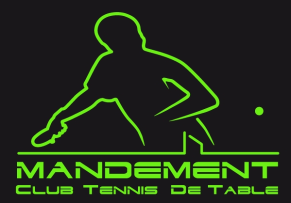 MANDEMENT
CLUB TENNIS DE TABLE